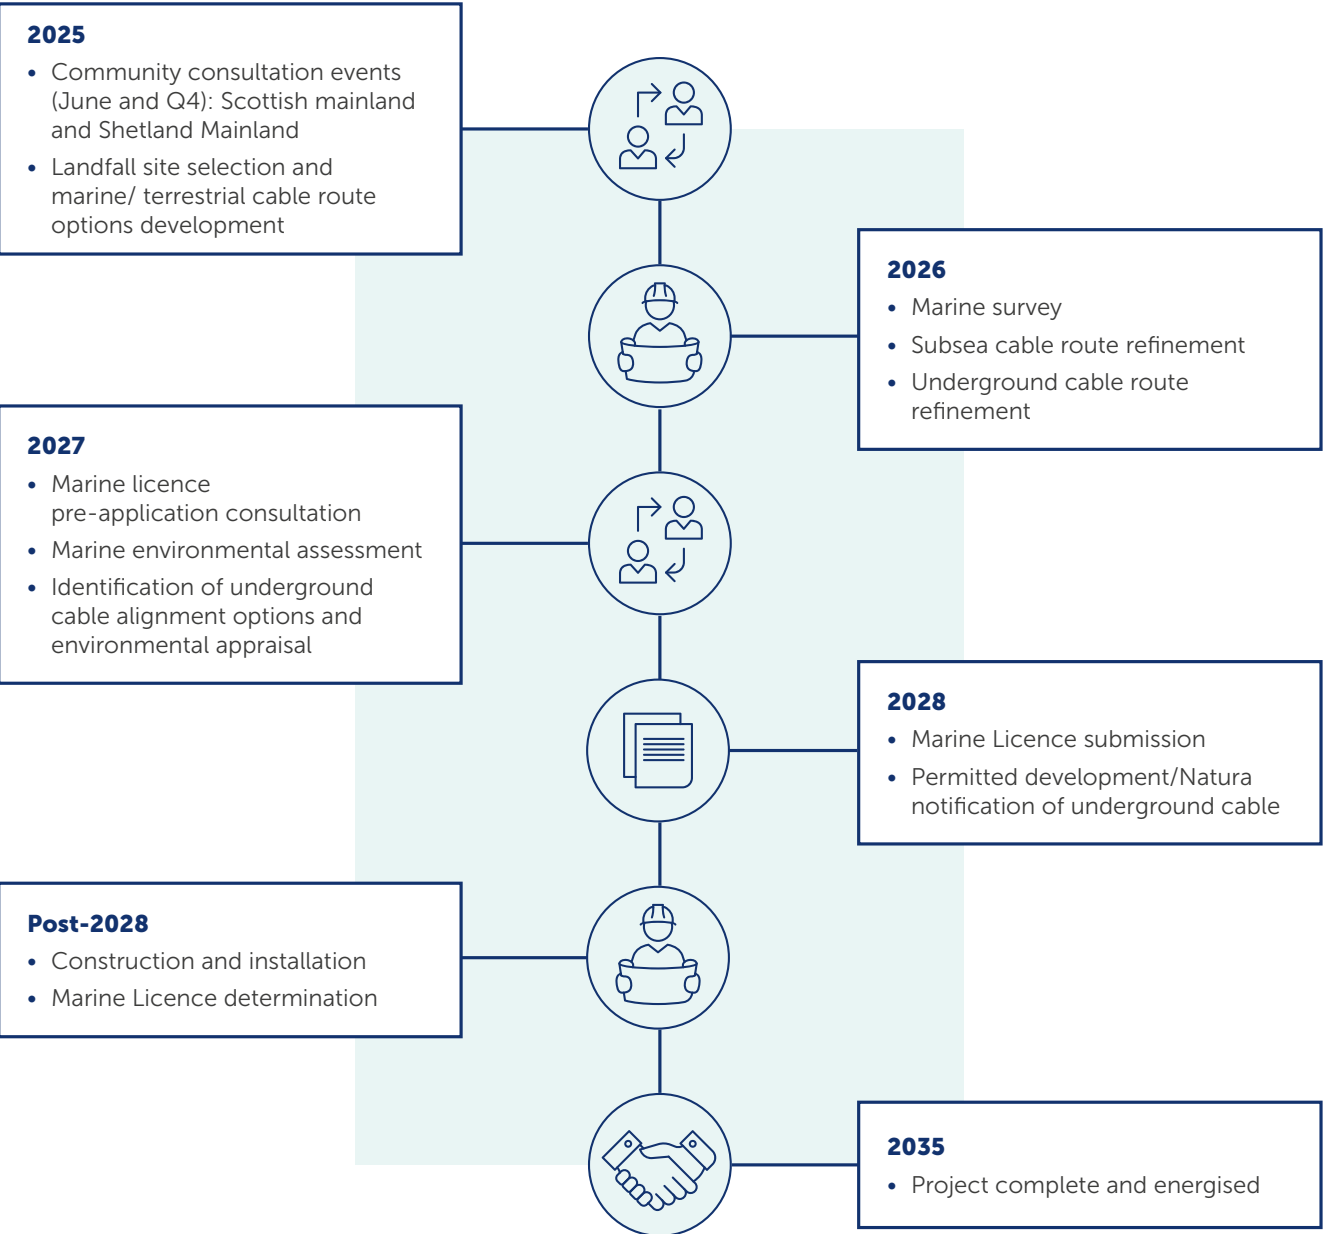 2025
• Community consultation events
(June and Q4): Scottish mainland
and Shetland Mainland
• Landfall site selection and
marine/ terrestrial cable route
options development
2026
• Marine survey
• Subsea cable route refinement
• Underground cable route
refinement
2027
• Marine licence
pre-application consultation
• Marine environmental assessment
• Identification of underground
cable alignment options and
environmental appraisal
2028
• Marine Licence submission
• Permitted development/Natura
notification of underground cable
Post-2028
• Construction and installation
• Marine Licence determination
2035
• Project complete and energised